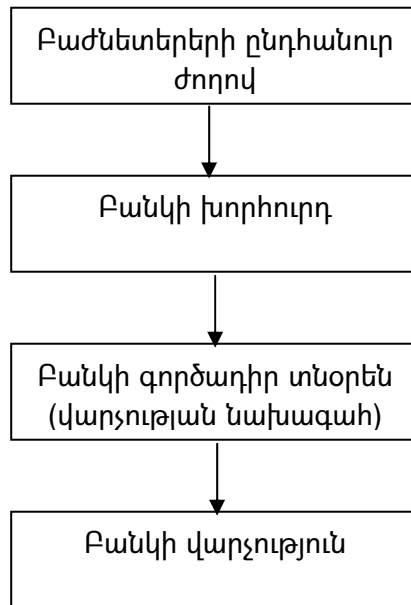 Բաժնետերերի ընդհանուր
ժողով
Բանկի խորհուրդ
Բանկի գործադիր տնօրեն
(վարչության նախագահ)
Բանկի վարչություն